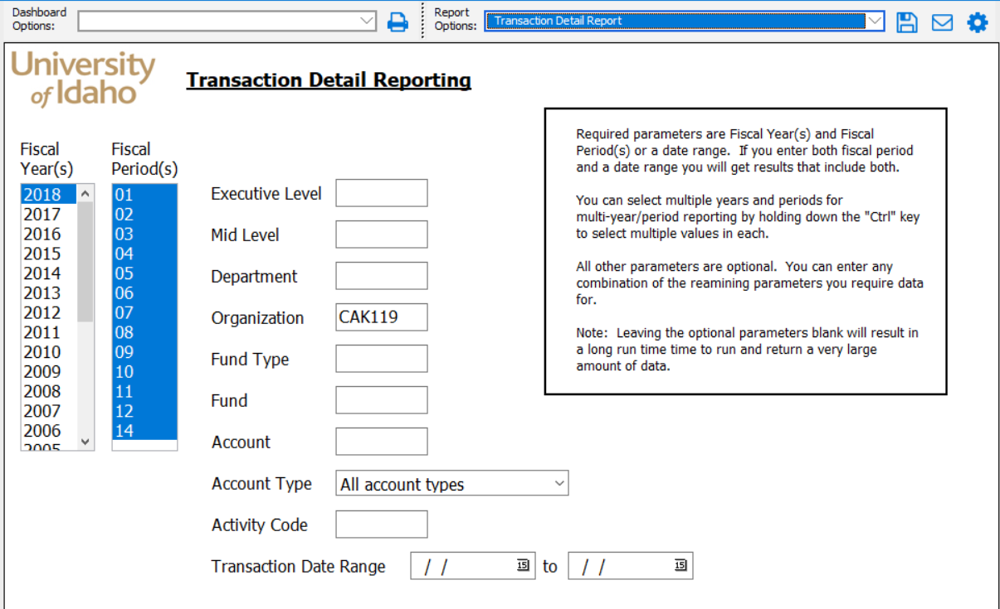 Dashboard
Options:
Report
Options:
Transaction Detail Report
University
of Idaho
Transaction Detail Reporting
Fiscal
Year(s)
2018
2017
2016
2015
2014
2013
2012
2011
2010
2009
2008
2007
2006
2005
Fiscal
Period(s)
01
02
03
04
05
06
07
08
09
10
11
12
14
Executive Level
Mid Level
Department
Organization CAK119
Fund Type
Fund
Account
Account Type All account types
Activity Code
Transaction Date Range / / 15 to / / 15
Required parameters are Fiscal Year(s) and Fiscal
Period(s) or a date range. If you enter both fiscal period
and a date range you will get results that include both.
You can select multiple years and periods for
multi-year/period reporting by holding down the "Ctrl" key
to select multiple values in each.
All other parameters are optional. You can enter any
combination of the reamining parameters you require data
for.
Note: Leaving the optional parameters blank will result in
a long run time time to run and return a very large
amount of data.